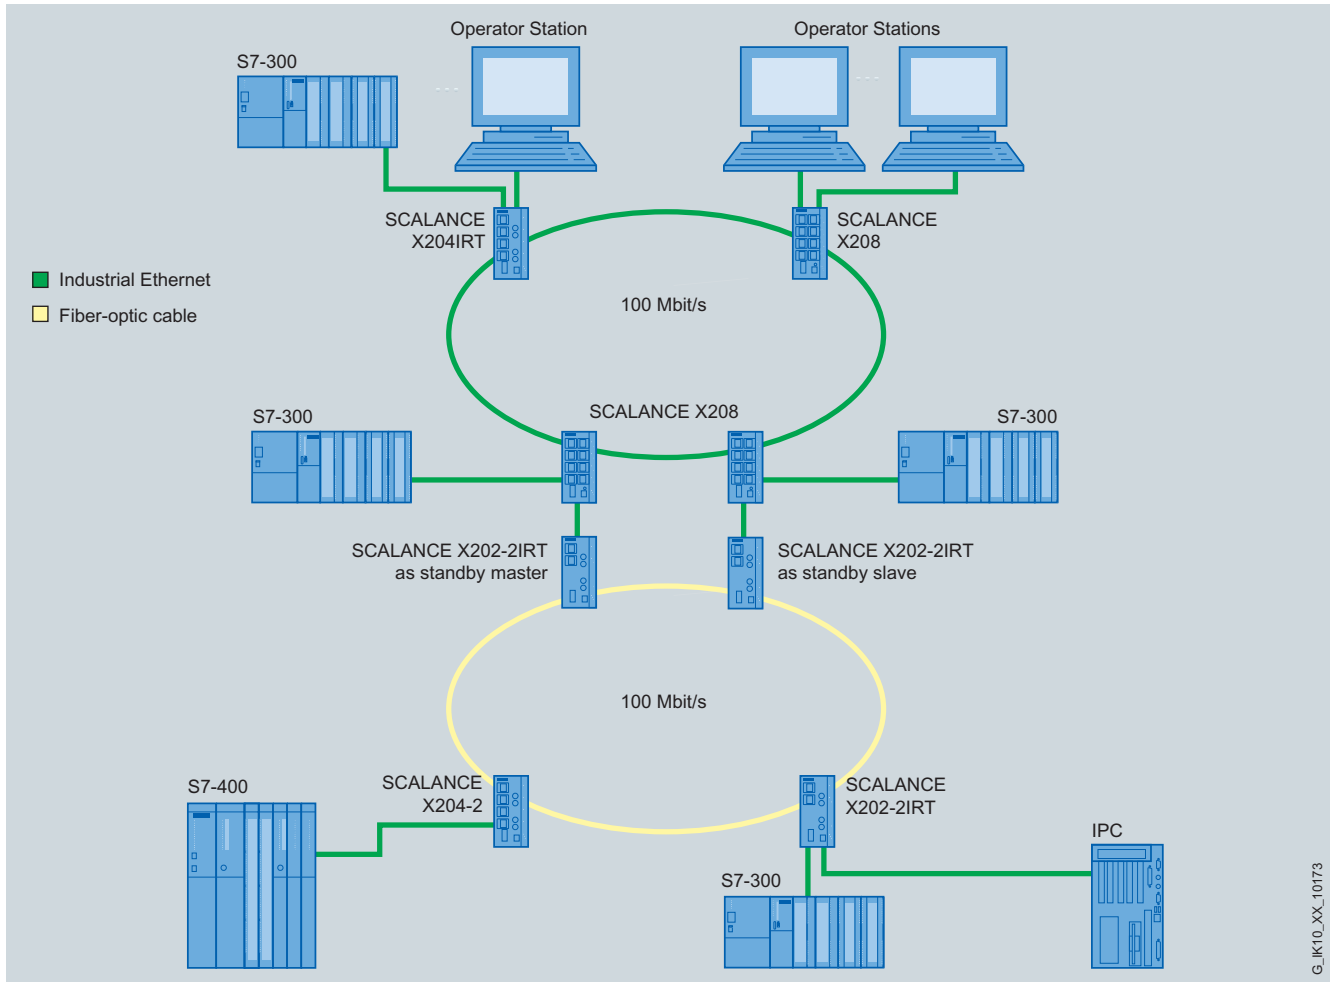 Operator Station
Operator Stations
S7-300
SCALANCE
X204IRT
SCALANCE
X208
Industrial Ethernet
Fiber-optic cable
100 Mbit/s
S7-300
SCALANCE X208
S7-300
SCALANCE X202-2IRT
as standby master
SCALANCE X202-2IRT
as standby slave
100 Mbit/s
S7-400
SCALANCE
X204-2
SCALANCE
X202-2IRT
IPC
S7-300
G_IK10_XX_10173